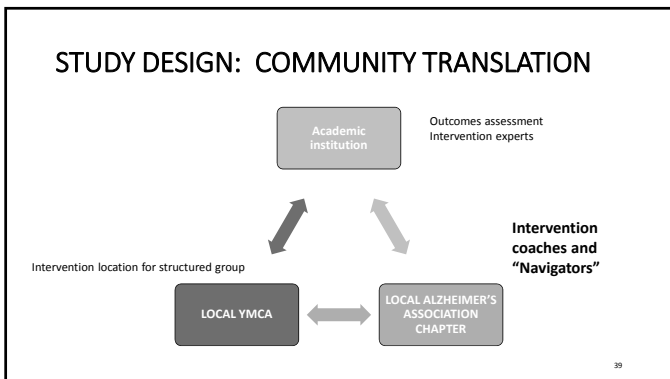 STUDY DESIGN: COMMUNITY TRANSLATION
Academic
institution
Outcomes assessment
Intervention experts
Intervention
coaches and
“Navigators”
Intervention location for structured group
LOCAL YMCA
LOCAL ALZHEIMER’S
ASSOCIATION
CHAPTER
39